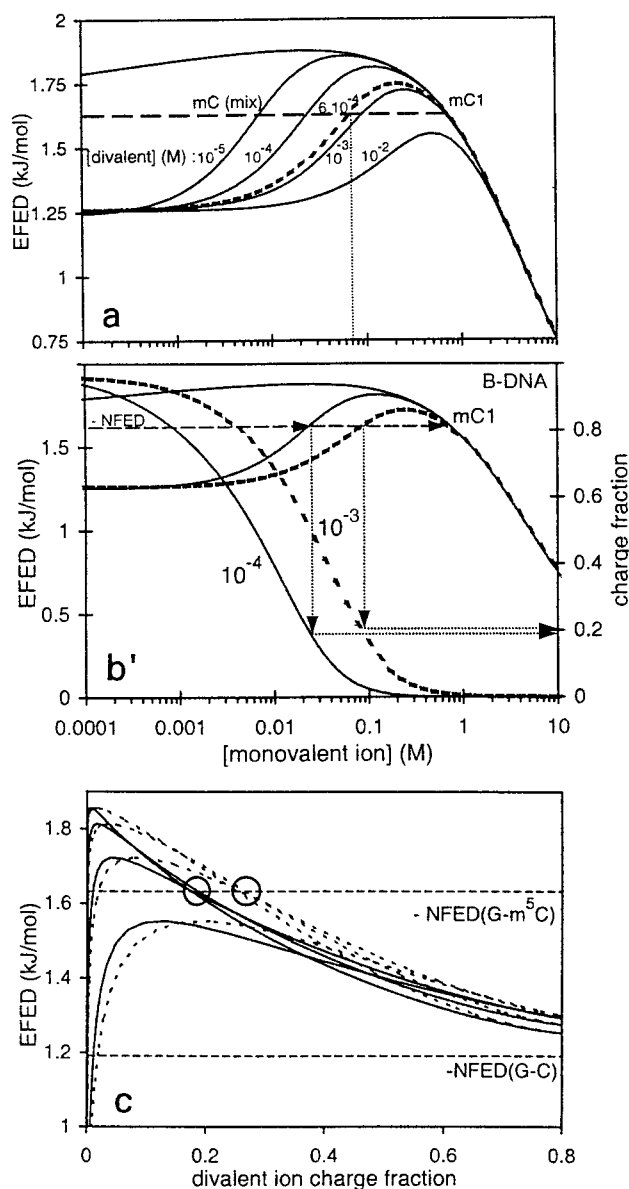 2
1.75
1.5
1.25
1
0.75
EFED (kJ/mol)
mC (mix)
6.10-4
mC1
[divalent] (M) :10-5
10-4
10-3
10-2
a
B-DNA
- NFED
mC1
1.5
1
0.5
0
EFED (kJ/mol)
10-3
10-4
0.8
0.6
0.4
0.2
0
charge fraction
b'
0.0001 0.001 0.01 0.1 1 10
[monovalent ion] (M)
1.8
1.6
1.4
1.2
1
EFED (kJ/mol)
- NFED(G-m5C)
-NFED(G-C)
c
0 0.2 0.4 0.6 0.8
divalent ion charge fraction